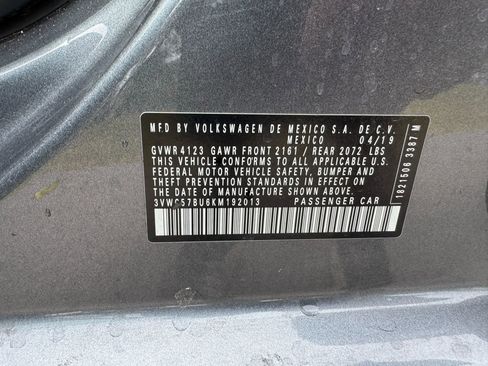 MFD BY VOLKSWAGEN DE MEXICO S.A. DE C.V.
MEXICO 04/19
GVWR 4123 GAWR FRONT 2161 / REAR 2072 LBS
THIS VEHICLE CONFORMS TO ALL APPLICABLE U.S.
FEDERAL MOTOR VEHICLE SAFETY, BUMPER AND
THEFT PREVENTION STANDARDS IN EFFECT ON THE
DATE OF MANUFACTURE SHOWN ABOVE.
3VWC57BU6KM192013 PASSENGER CAR
1821506 3387 M